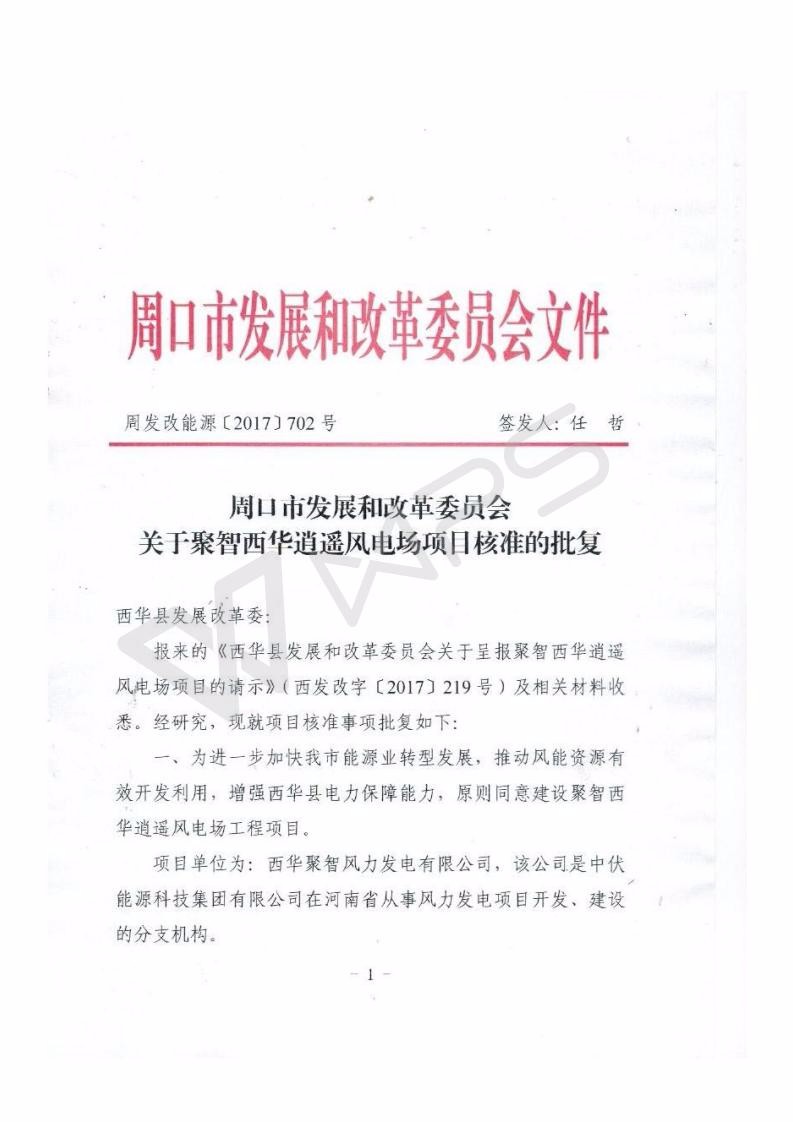 周口市发展和改革委员会文件
周发改能源〔2017〕702号 签发人：任 哲
周口市发展和改革委员会
关于聚智西华逍遥风电场项目核准的批复
西华县发展改革委：
报来的《西华县发展和改革委员会关于呈报聚智西华逍遥
风电场项目的请示》（西发改字〔2017〕219号）及相关材料收
悉。经研究，现就项目核准事项批复如下：
一、为进一步加快我市能源业转型发展，推动风能资源有
效开发利用，增强西华县电力保障能力，原则同意建设聚智西
华逍遥风电场工程项目。
项目单位为：西华聚智风力发电有限公司，该公司是中伏
能源科技集团有限公司在河南省从事风力发电项目开发、建设
的分支机构。
- 1 -
WPS